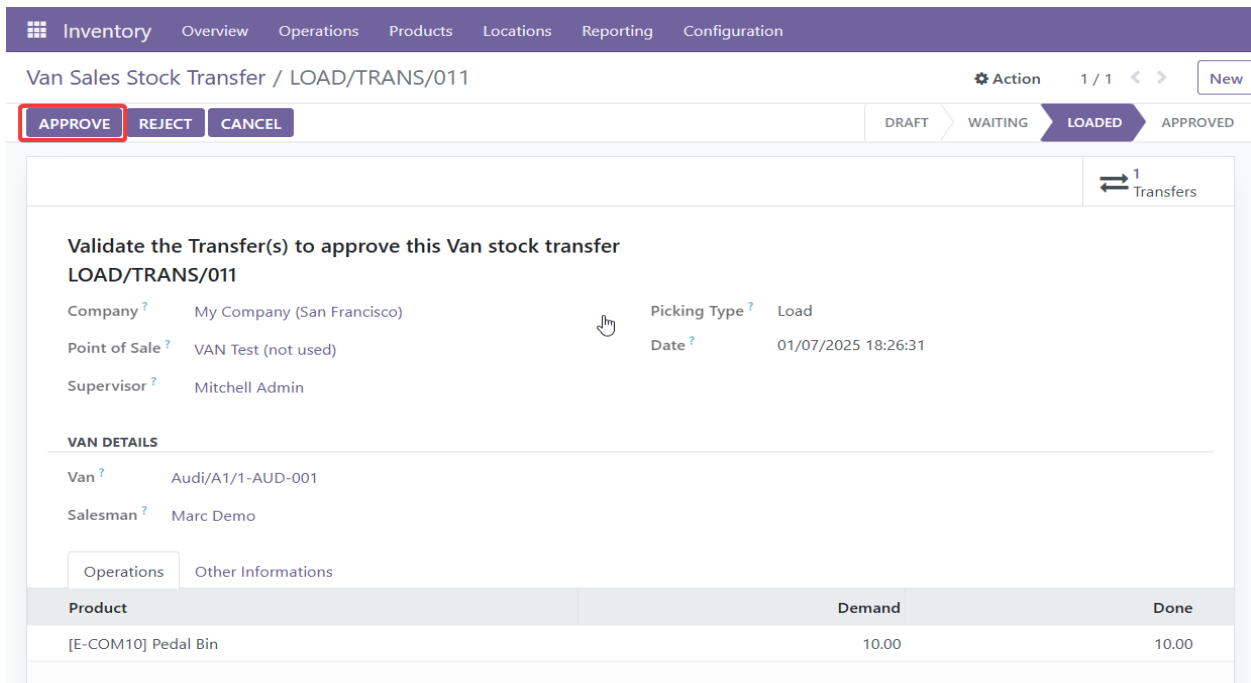 Inventory Overview Operations Products Locations Reporting Configuration
Van Sales Stock Transfer / LOAD/TRANS/011 Action 1 / 1 New
APPROVE REJECT CANCEL DRAFT WAITING LOADED APPROVED
1
Transfers
Validate the Transfer(s) to approve this Van stock transfer
LOAD/TRANS/011
Company ? My Company (San Francisco) Picking Type ? Load
Point of Sale ? VAN Test (not used) Date ? 01/07/2025 18:26:31
Supervisor ? Mitchell Admin
VAN DETAILS
Van ? Audi/A1/1-AUD-001
Salesman ? Marc Demo
Operations Other Informations
Product Demand Done
[E-COM10] Pedal Bin 10.00 10.00